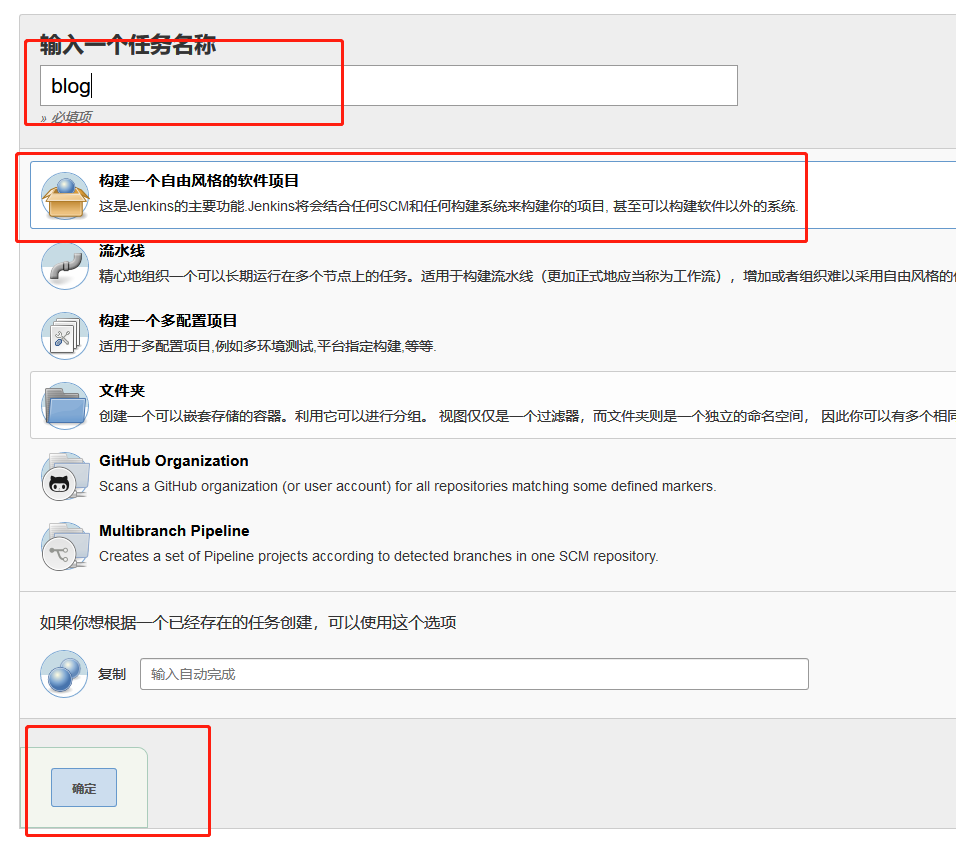 输入一个任务名称
blog
» 必填项
构建一个自由风格的软件项目
这是Jenkins的主要功能.Jenkins将会结合任何SCM和任何构建系统来构建你的项目, 甚至可以构建软件以外的系统.
流水线
精心地组织一个可以长期运行在多个节点上的任务。适用于构建流水线（更加正式地应当称为工作流），增加或者组织难以采用自由风格的
构建一个多配置项目
适用于多配置项目,例如多环境测试,平台指定构建,等等.
文件夹
创建一个可以嵌套存储的容器。利用它可以进行分组。 视图仅仅是一个过滤器，而文件夹则是一个独立的命名空间， 因此你可以有多个相同
GitHub Organization
Scans a GitHub organization (or user account) for all repositories matching some defined markers.
Multibranch Pipeline
Creates a set of Pipeline projects according to detected branches in one SCM repository.
如果你想根据一个已经存在的任务创建，可以使用这个选项
复制 输入自动完成
确定